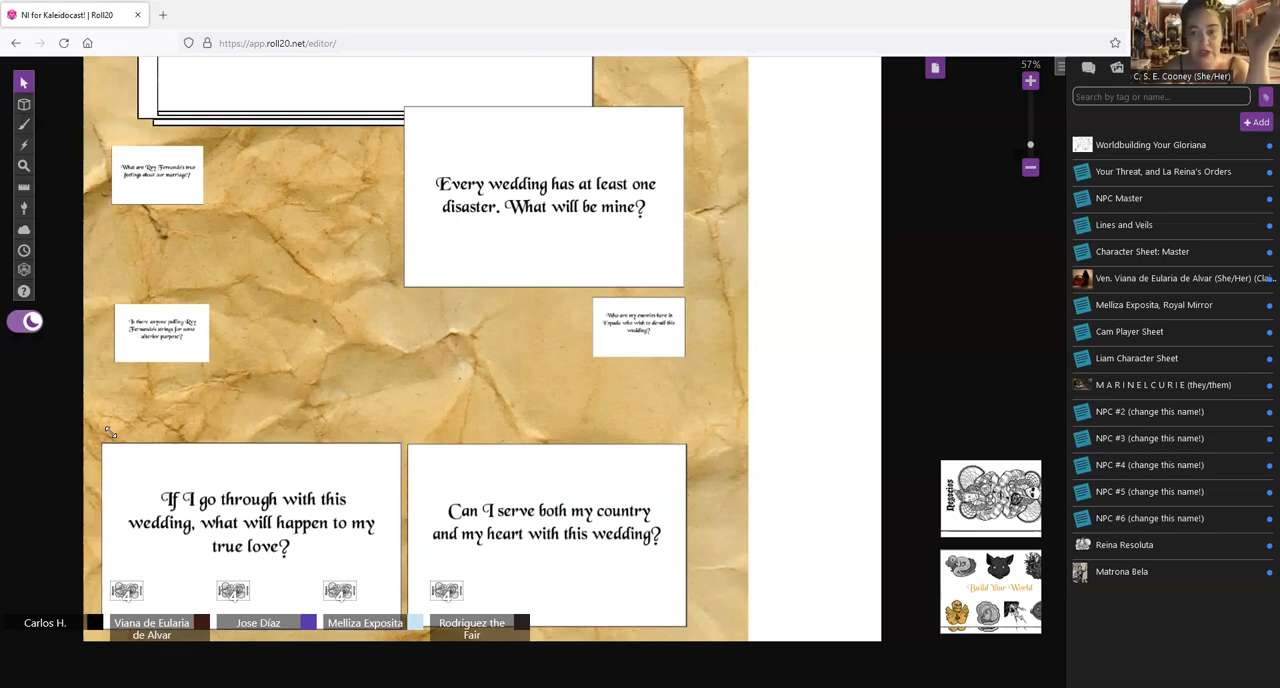 NI for Kaleidocast! | Roll20
https://app.roll20.net/editor/
C. S. E. Cooney (She/Her)
57%
Search by tag or name...
+ Add
Worldbuilding Your Gloriana
Your Threat, and La Reina's Orders
NPC Master
Lines and Veils
Character Sheet: Master
Ven. Viana de Eularia de Alvar (She/Her) (Clai...
Melliza Exposita, Royal Mirror
Cam Player Sheet
Liam Character Sheet
M A R I N E L C U R I E (they/them)
NPC #2 (change this name!)
NPC #3 (change this name!)
NPC #4 (change this name!)
NPC #5 (change this name!)
NPC #6 (change this name!)
Reina Resoluta
Matrona Bela
What are Rey Fernando's true
feelings about our marriage?
Every wedding has at least one
disaster. What will be mine?
Is there anyone pulling Rey
Fernando's strings for some
ulterior purpose?
Who are my enemies here in
Espada who wish to derail this
wedding?
If I go through with this
wedding, what will happen to my
true love?
Can I serve both my country
and my heart with this wedding?
Negocios
Build Your World
Carlos H.
Viana de Eularia
de Alvar
Jose Díaz
Melliza Exposita
Rodriguez the
Fair